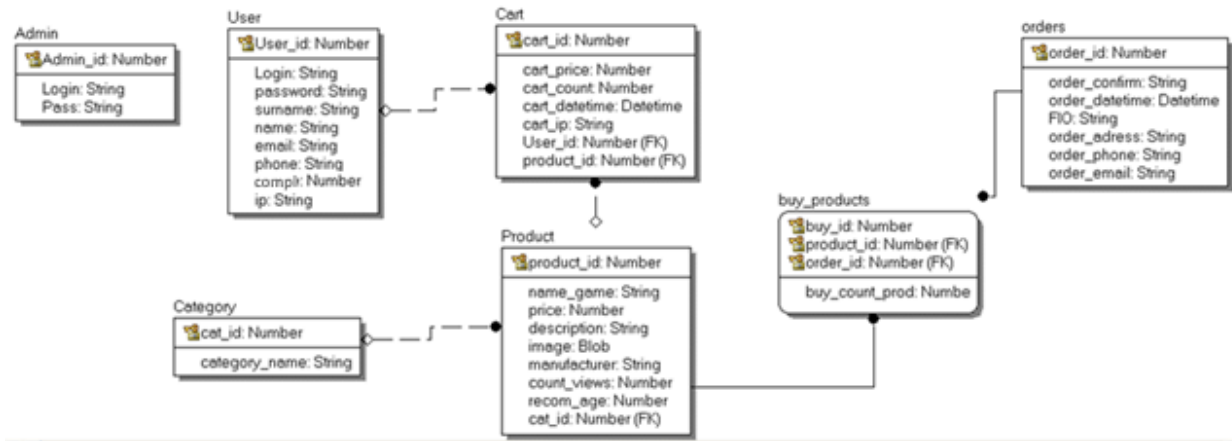 Admin
Admin_id: Number
Login: String
Pass: String
User
User_id: Number
Login: String
password: String
surname: String
name: String
email: String
phone: String
Number
ip: String
Cart
cart_id: Number
cart_price: Number
cart_count: Number
cart_datetime: Datetime
cart_ip: String
User_id: Number (FK)
product_id: Number (FK)
orders
order_id: Number
order_confirm: String
order_datetime: Datetime
FIO: String
order_adress: String
order_phone: String
order_email: String
buy_products
buy_id: Number
product_id: Number (FK)
order_id: Number (FK)
buy_count_prod: Numbe
Product
product_id: Number
name_game: String
price: Number
description: String
image: Blob
manufacturer: String
count_views: Number
recom_age: Number
cat_id: Number (FK)
Category
cat_id: Number
category_name: String